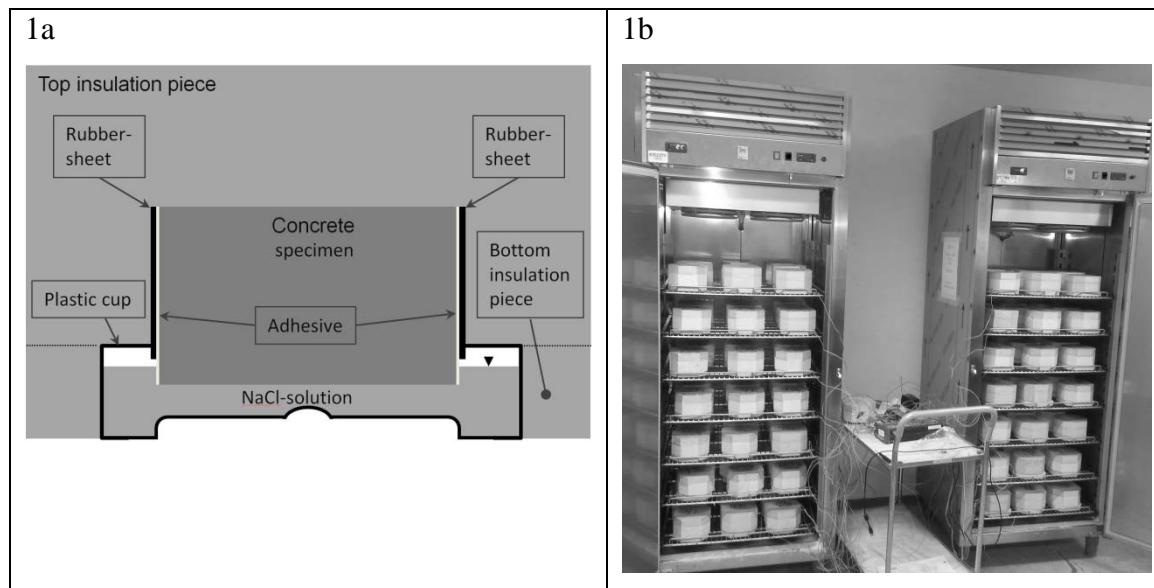 1a
Top insulation piece
Rubber-
sheet
Rubber-
sheet
Concrete
specimen
Bottom
insulation
piece
Plastic cup
Adhesive
NaCl-solution
1b